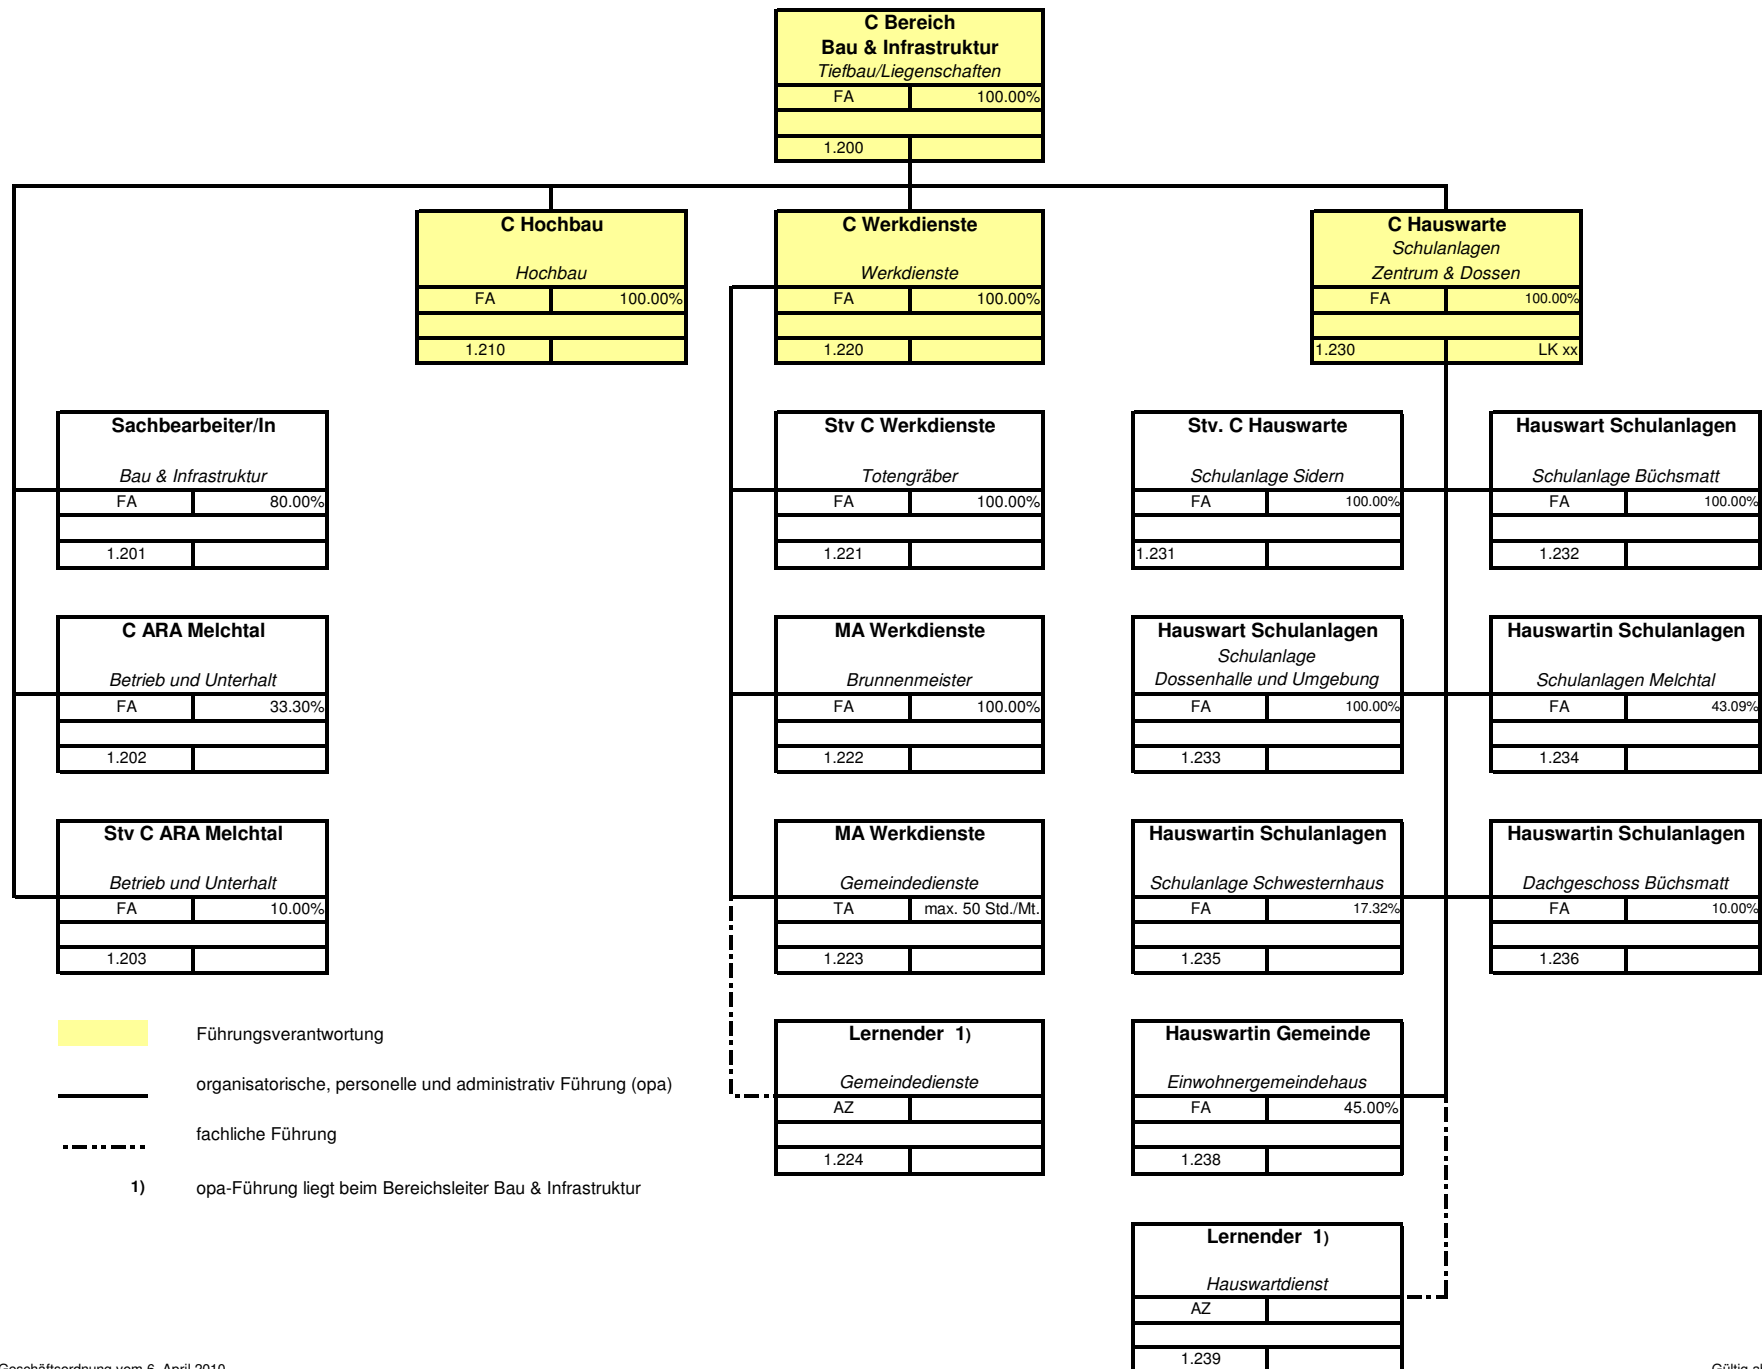 C Bereich
Bau & Infrastruktur
Tiefbau/Liegenschaften
FA 100.00%
1.200
C Hochbau
Hochbau
FA 100.00%
1.210
C Werkdienste
Werkdienste
FA 100.00%
1.220
C Hauswarte
Schulanlagen
Zentrum & Dossen
FA 100.00%
1.230 LK xx
Sachbearbeiter/In
Bau & Infrastruktur
FA 80.00%
1.201
Stv C Werkdienste
Totengräber
FA 100.00%
1.221
Stv. C Hauswarte
Schulanlage Sidern
FA 100.00%
1.231
Hauswart Schulanlagen
Schulanlage Büchsmatt
FA 100.00%
1.232
C ARA Melchtal
Betrieb und Unterhalt
FA 33.30%
1.202
MA Werkdienste
Brunnenmeister
FA 100.00%
1.222
Hauswart Schulanlagen
Schulanlage
Dossenhalle und Umgebung
FA 100.00%
1.233
Hauswartin Schulanlagen
Schulanlagen Melchtal
FA 43.09%
1.234
Stv C ARA Melchtal
Betrieb und Unterhalt
FA 10.00%
1.203
MA Werkdienste
Gemeindedienste
TA max. 50 Std./Mt.
1.223
Hauswartin Schulanlagen
Schulanlage Schwesternhaus
FA 17.32%
1.235
Hauswartin Schulanlagen
Dachgeschoss Büchsmatt
FA 10.00%
1.236
Führungsverantwortung
organisatorische, personelle und administrativ Führung (opa)
fachliche Führung
1) opa-Führung liegt beim Bereichsleiter Bau & Infrastruktur
Lernender 1)
Gemeindedienste
AZ
1.224
Hauswartin Gemeinde
Einwohnergemeindehaus
FA 45.00%
1.238
Lernender 1)
Hauswartdienst
AZ
1.239
Geschäftsordnung vom 6. April 2010
Gültig